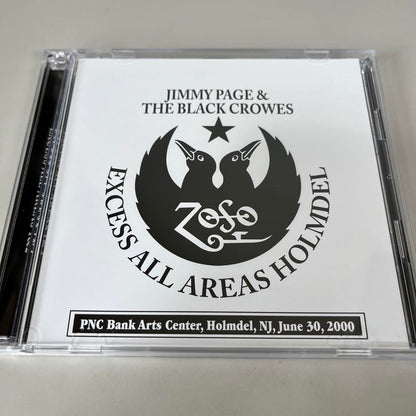 JIMMY PAGE &
THE BLACK CROWES
ZOSO
EXCESS ALL AREAS HOLMDEL
PNC Bank Arts Center, Holmdel, NJ, June 30, 2000